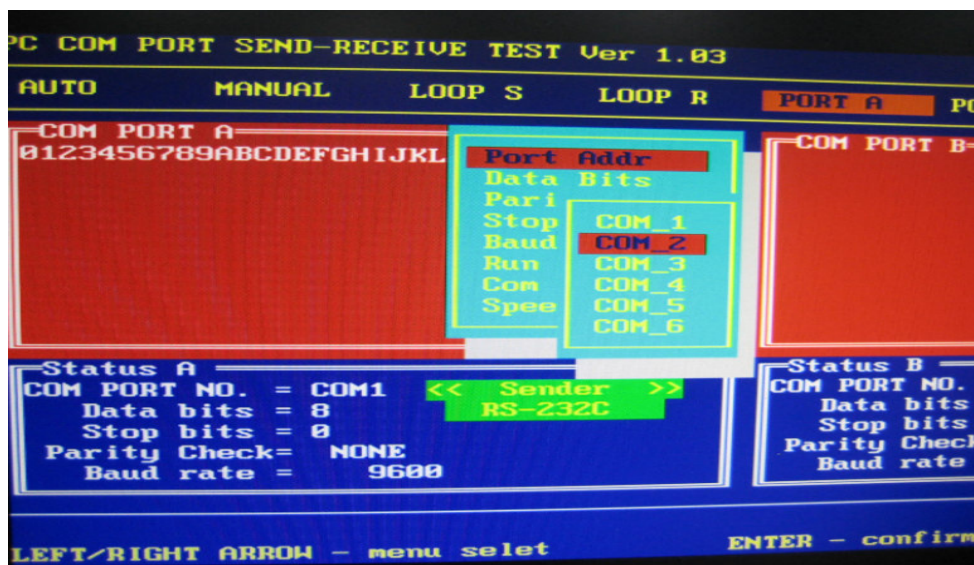 PC COM PORT SEND-RECEIVE TEST Ver 1.03
AUTO MANUAL LOOP S LOOP R PORT A
COM PORT A
0123456789ABCDEFGHIJKL
Port Addr
Data Bits
Pari
Stop
Baud
Run
Com
Spee
COM_1
COM_2
COM_3
COM_4
COM_5
COM_6
COM PORT B
Status A
COM PORT NO. = COM1
Data bits = 8
Stop bits = 0
Parity Check= NONE
Baud rate = 9600
<< Sender >>
RS-232C
Status B
COM PORT NO.
Data bits
Stop bits
Parity Check
Baud rate
LEFT/RIGHT ARROW - menu selet
ENTER - confirm